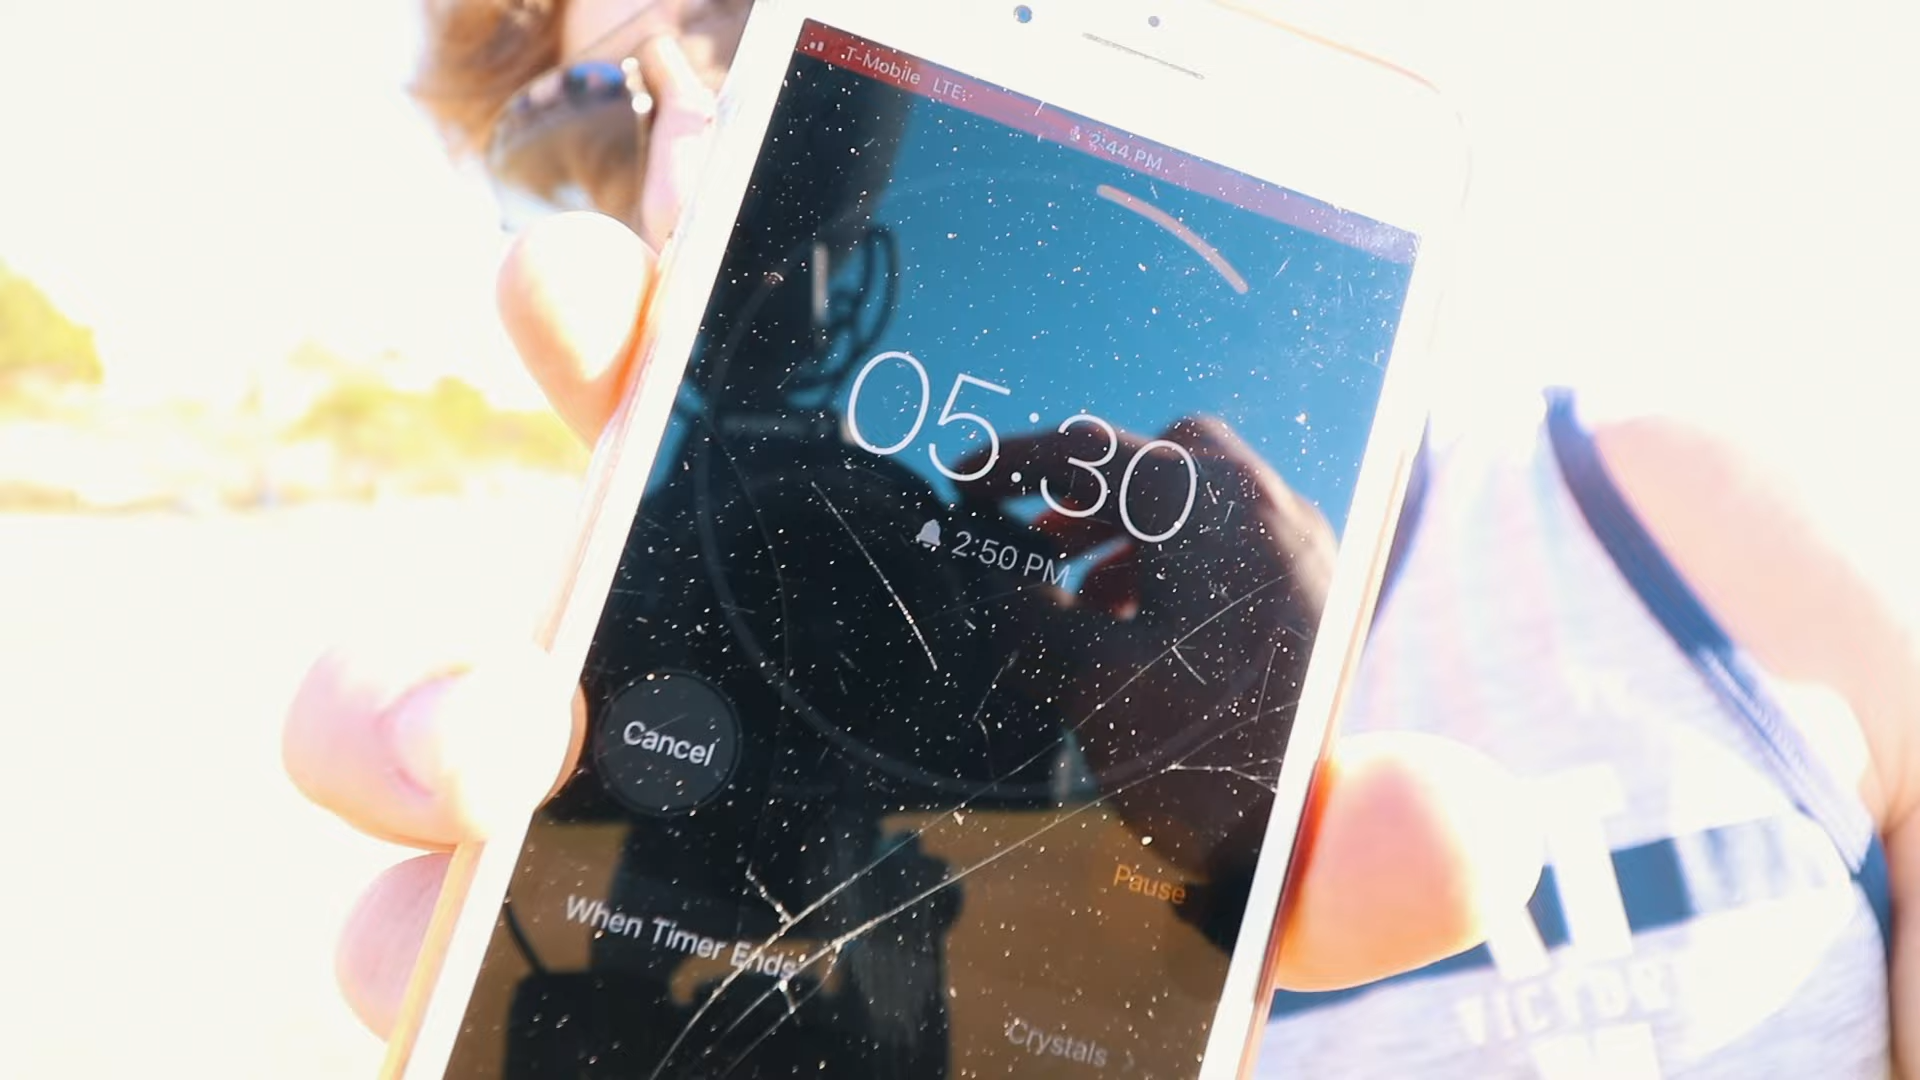 T-Mobile LTE 2:44 PM
05:30
2:50 PM
Cancel
Pause
When Timer Ends
Crystals